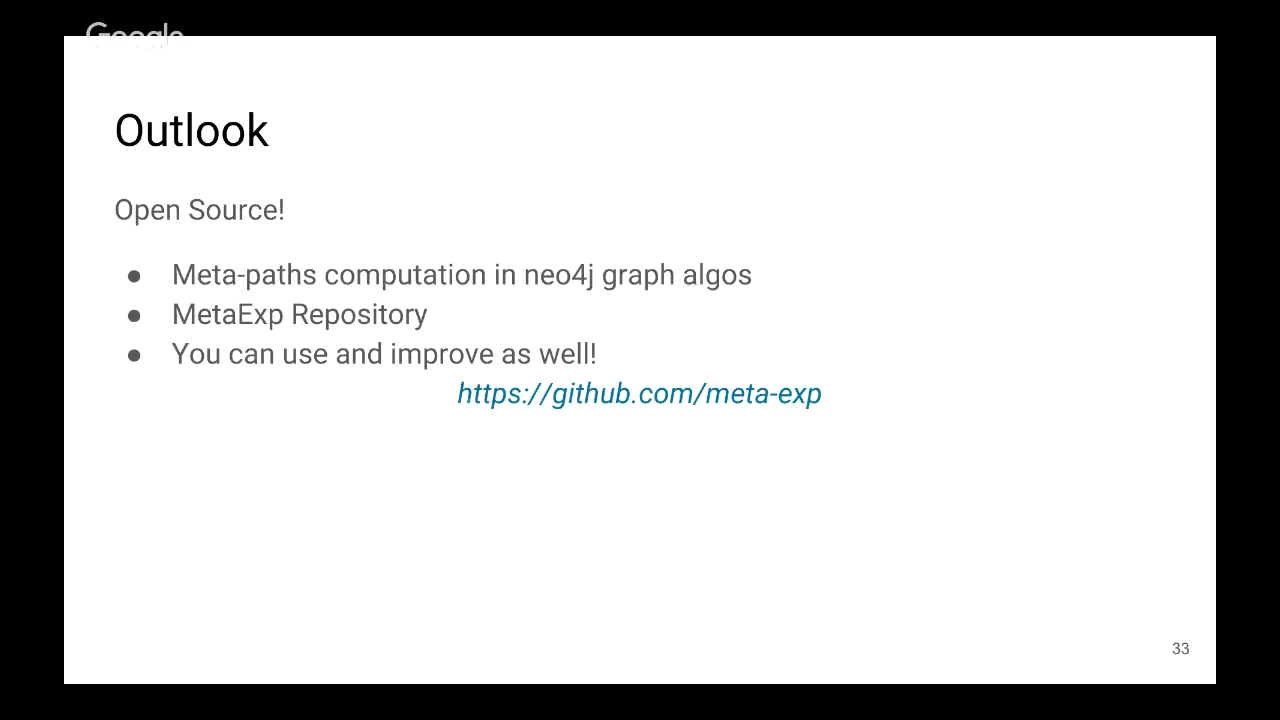 Google
Outlook
Open Source!
● Meta-paths computation in neo4j graph algos
● MetaExp Repository
● You can use and improve as well!
https://github.com/meta-exp
33